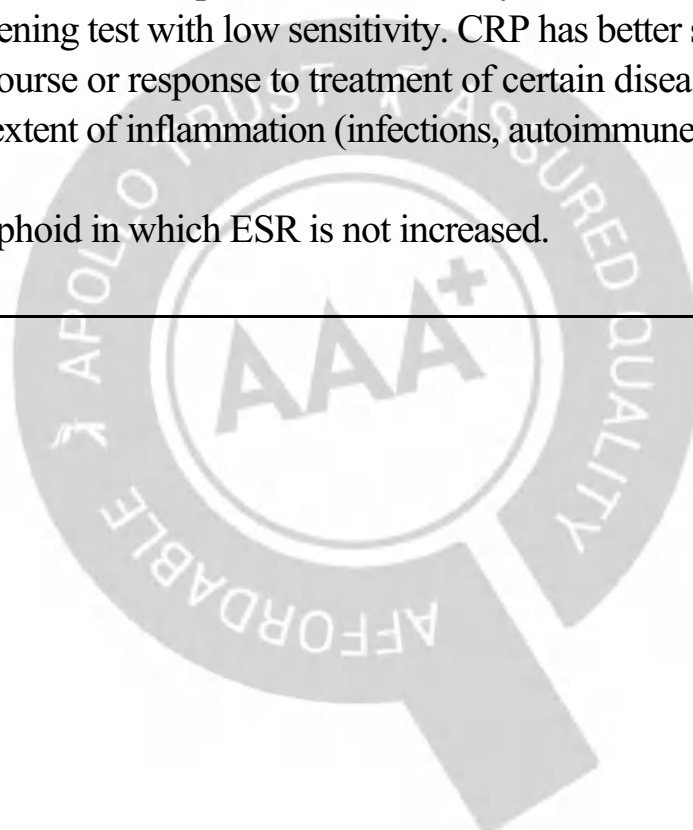 ening test with low sensitivity. CRP has better s
ourse or response to treatment of certain disea
extent of inflammation (infections, autoimmune
phoid in which ESR is not increased.
APOLLO TRUST ASSURED QUALITY AFFORDABLE
AAA+